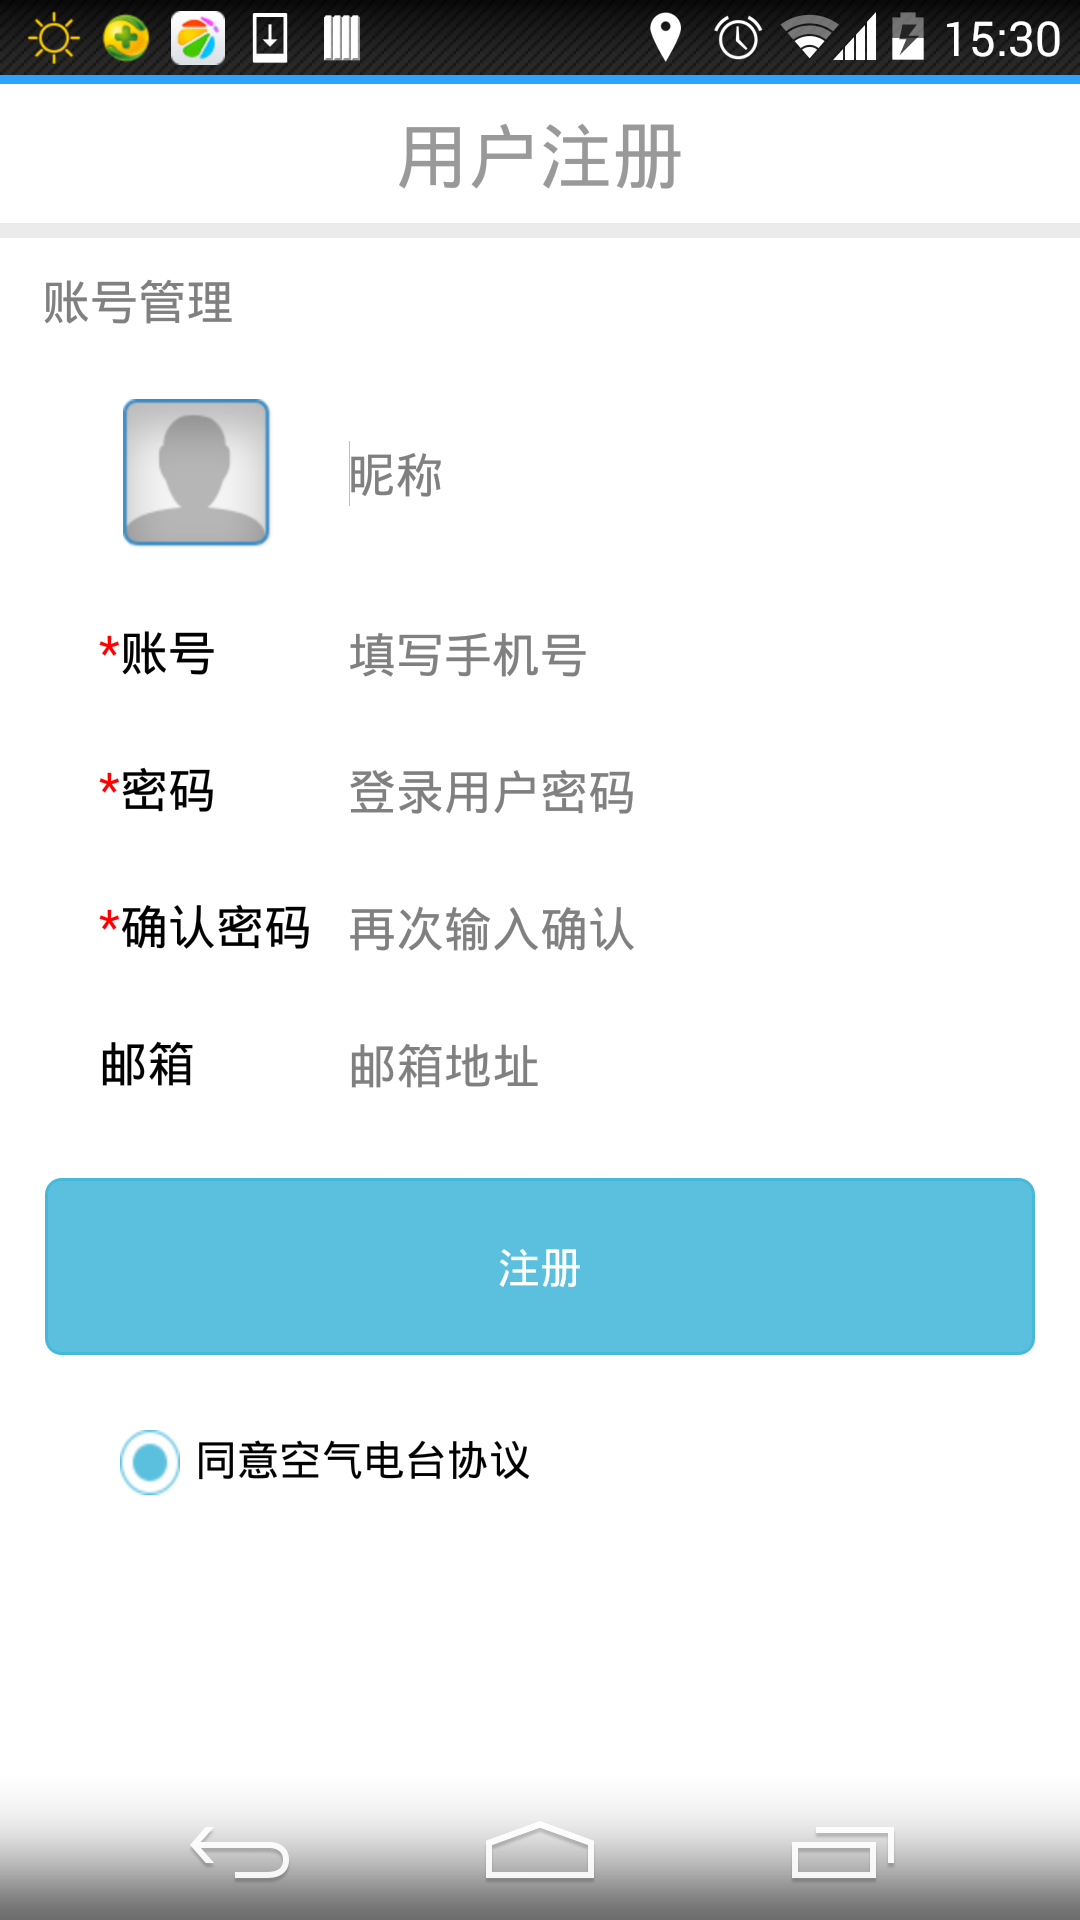 15:30
用户注册
账号管理
昵称
*账号 填写手机号
*密码 登录用户密码
*确认密码 再次输入确认
邮箱 邮箱地址
注册
同意空气电台协议